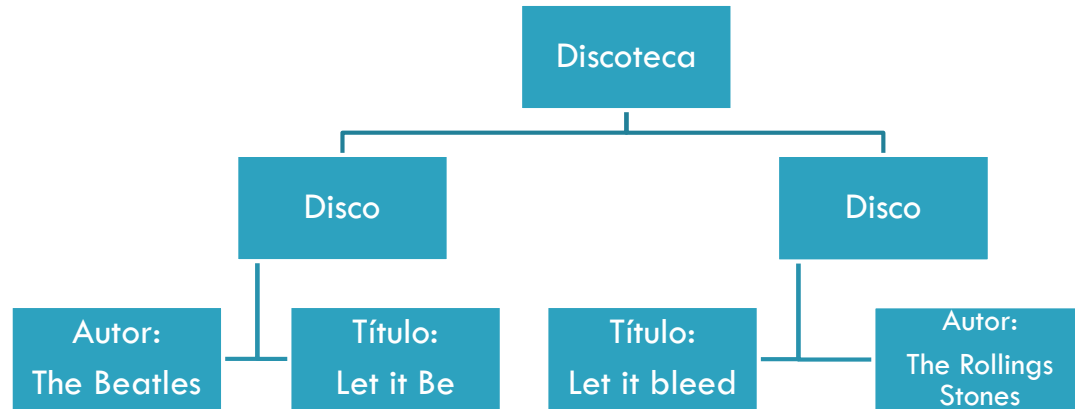 Discoteca
Disco
Disco
Autor:
The Beatles
Título:
Let it Be
Título:
Let it bleed
Autor:
The Rollings
Stones